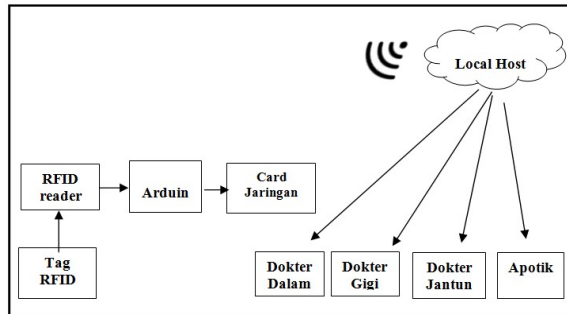 Local Host
RFID
reader
Arduin
Card
Jaringan
Tag
RFID
Dokter
Dalam
Dokter
Gigi
Dokter
Jantun
Apotik